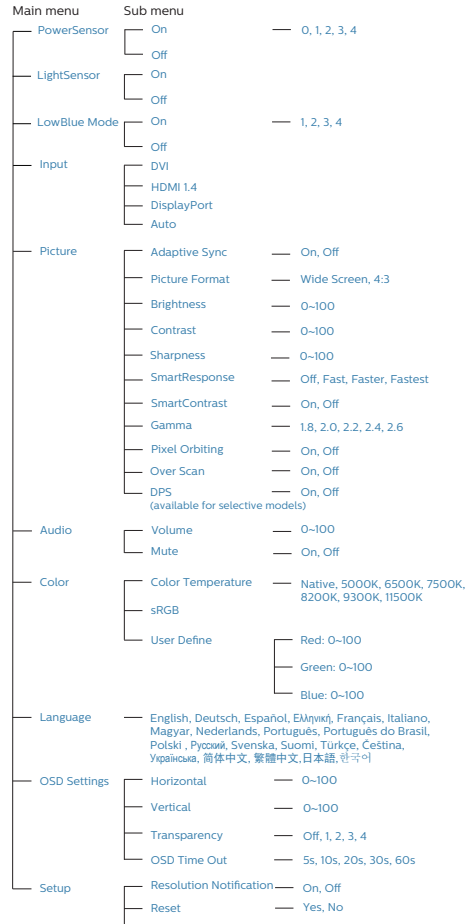 Main menu Sub menu
PowerSensor On 0, 1, 2, 3, 4
Off
LightSensor On
Off
LowBlue Mode On 1, 2, 3, 4
Off
Input DVI
HDMI 1.4
DisplayPort
Auto
Picture Adaptive Sync On, Off
Picture Format Wide Screen, 4:3
Brightness 0~100
Contrast 0~100
Sharpness 0~100
SmartResponse Off, Fast, Faster, Fastest
SmartContrast On, Off
Gamma 1.8, 2.0, 2.2, 2.4, 2.6
Pixel Orbiting On, Off
Over Scan On, Off
DPS On, Off
(available for selective models)
Audio Volume 0~100
Mute On, Off
Color Color Temperature Native, 5000K, 6500K, 7500K,
8200K, 9300K, 11500K
sRGB
User Define Red: 0~100
Green: 0~100
Blue: 0~100
Language English, Deutsch, Español, Ελληνική, Français, Italiano,
Magyar, Nederlands, Português, Português do Brasil,
Polski , Русский, Svenska, Suomi, Türkçe, Čeština,
Українська, 简体中文, 繁體中文,日本語,한국어
OSD Settings Horizontal 0~100
Vertical 0~100
Transparency Off, 1, 2, 3, 4
OSD Time Out 5s, 10s, 20s, 30s, 60s
Setup Resolution Notification On, Off
Reset Yes, No